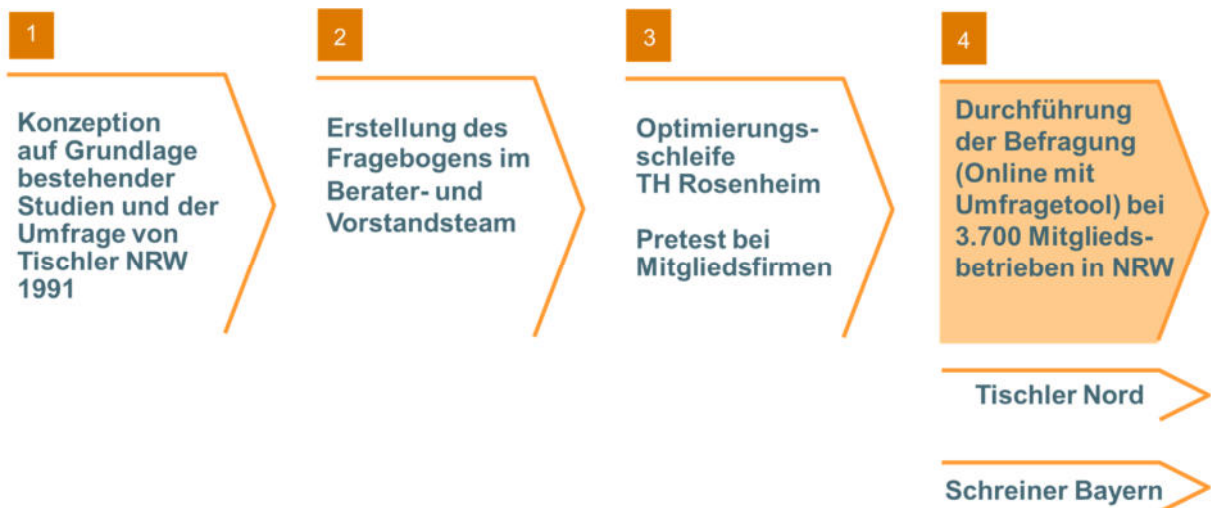 1
Konzeption
auf Grundlage
bestehender
Studien und der
Umfrage von
Tischler NRW
1991
2
Erstellung des
Fragebogens im
Berater- und
Vorstandsteam
3
Optimierungs-
schleife
TH Rosenheim
Pretest bei
Mitgliedsfirmen
4
Durchführung
der Befragung
(Online mit
Umfragetool) bei
3.700 Mitglieds-
betrieben in NRW
Tischler Nord
Schreiner Bayern